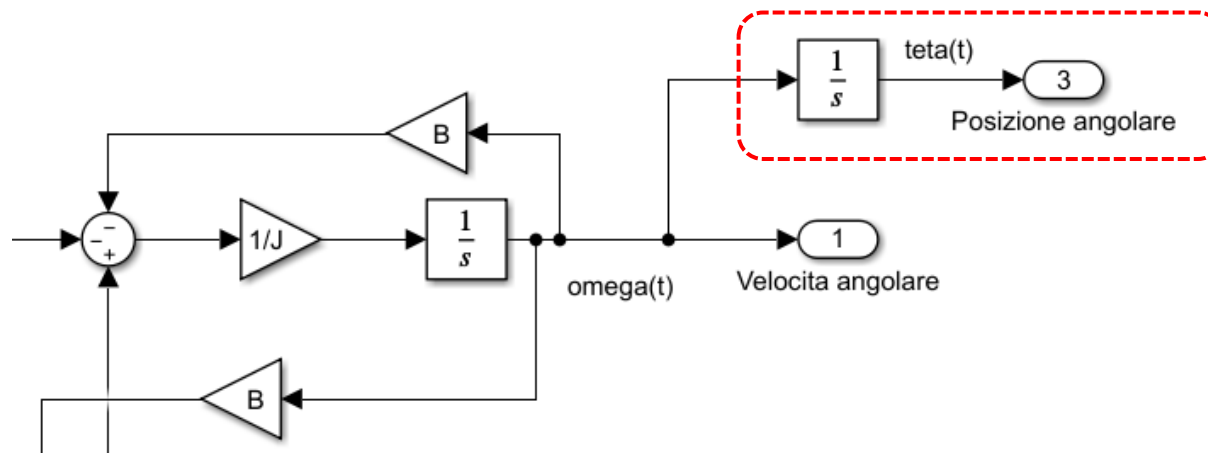 1
s
teta(t)
3
Posizione angolare
B
− −
+
1/J
1
s
omega(t)
1
Velocita angolare
B